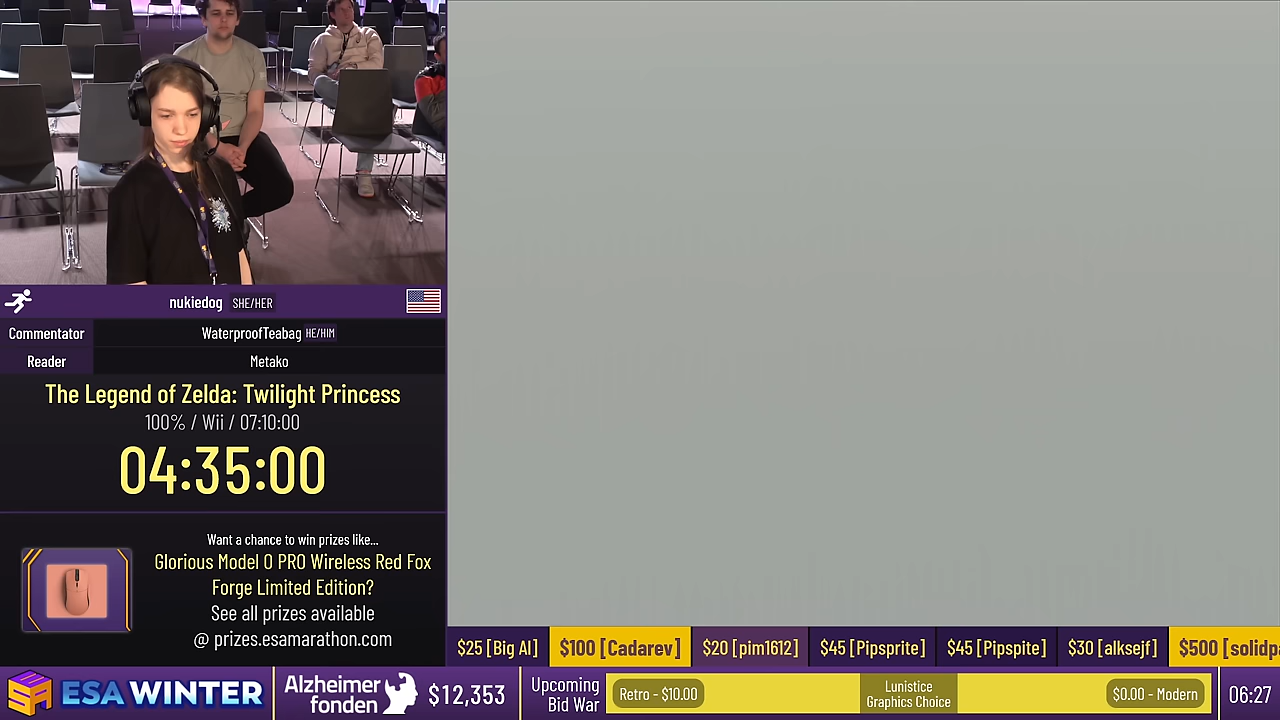 nukiedog SHE/HER
Commentator WaterproofTeabag HE/HIM
Reader Metako
The Legend of Zelda: Twilight Princess
100% / Wii / 07:10:00
04:35:00
Want a chance to win prizes like...
Glorious Model O PRO Wireless Red Fox
Forge Limited Edition?
See all prizes available
@ prizes.esamarathon.com
$25 [Big Al] $100 [Cadarev] $20 [pim1612] $45 [Pipsprite] $45 [Pipspite] $30 [alksejf] $500 [solidpa
ESA WINTER
Alzheimer
fonden
$12,353
Upcoming
Bid War
Retro - $10.00
Lunistice
Graphics Choice
$0.00 - Modern
06:27